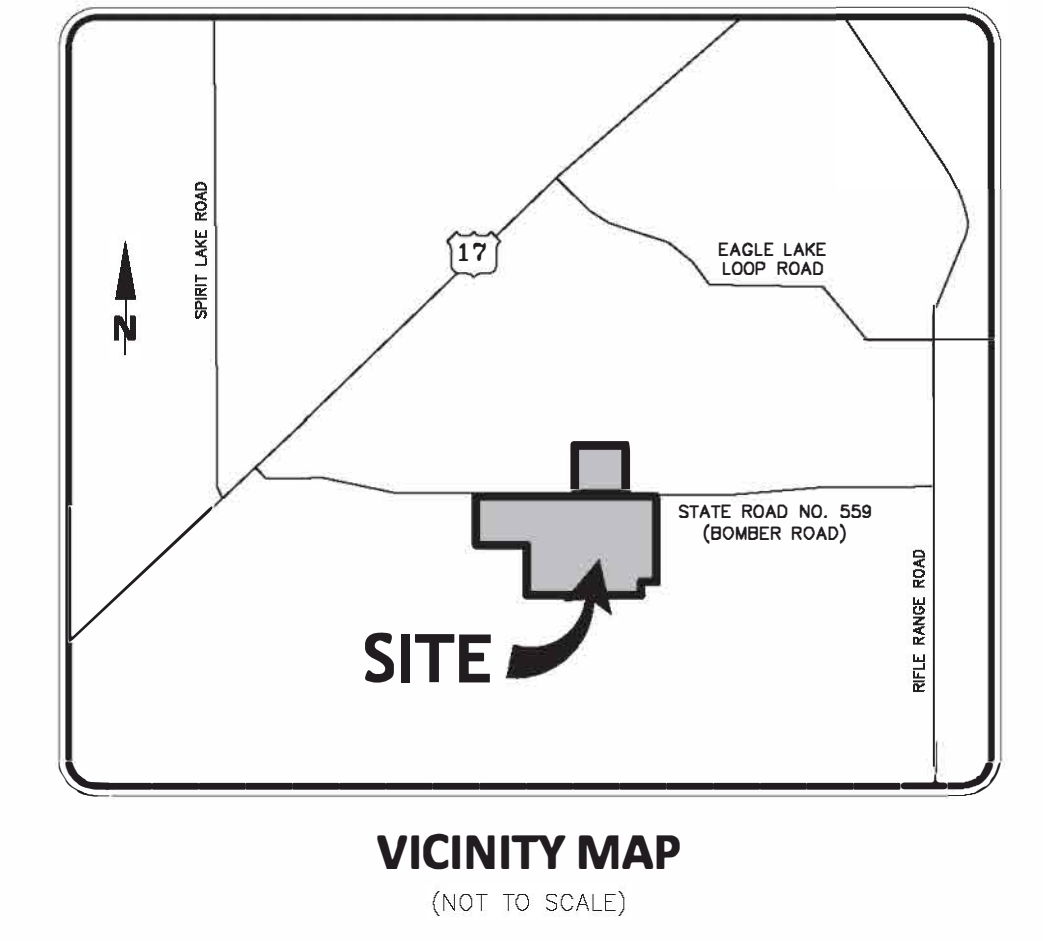 SPIRIT LAKE ROAD
17
EAGLE LAKE
LOOP ROAD
N
STATE ROAD NO. 559
(BOMBER ROAD)
RIFLE RANGE ROAD
SITE
VICINITY MAP
(NOT TO SCALE)